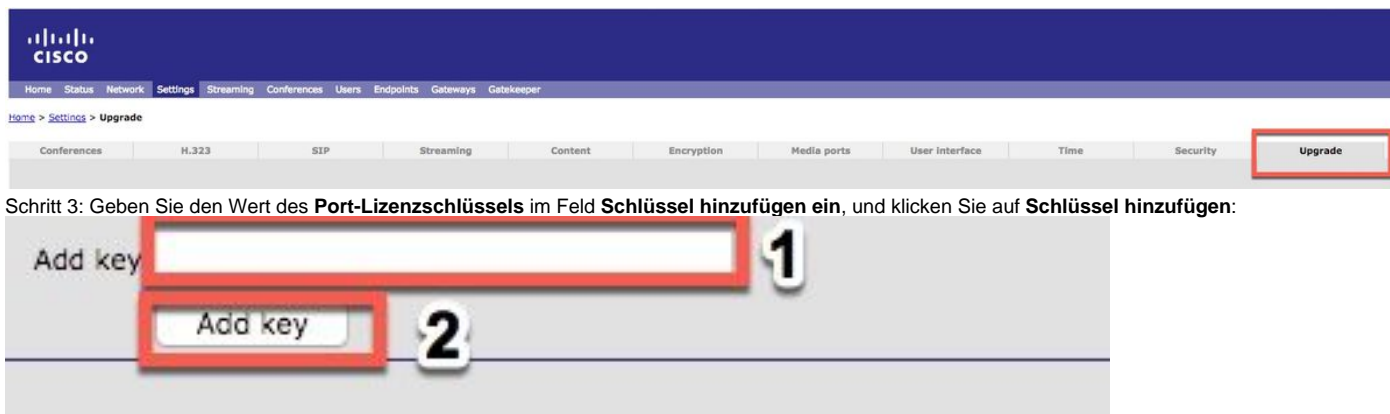 CISCO
Home Status Network Settings Streaming Conferences Users Endpoints Gateways Gatekeeper
Home > Settings > Upgrade
Conferences H.323 SIP Streaming Content Encryption Media ports User interface Time Security Upgrade
Schritt 3: Geben Sie den Wert des Port-Lizenzschlüssels im Feld Schlüssel hinzufügen ein, und klicken Sie auf Schlüssel hinzufügen:
Add key 1
Add key 2